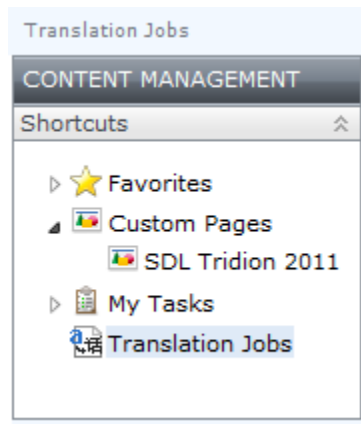 Translation Jobs
CONTENT MANAGEMENT
Shortcuts
Favorites
Custom Pages
SDL Tridion 2011
My Tasks
Translation Jobs